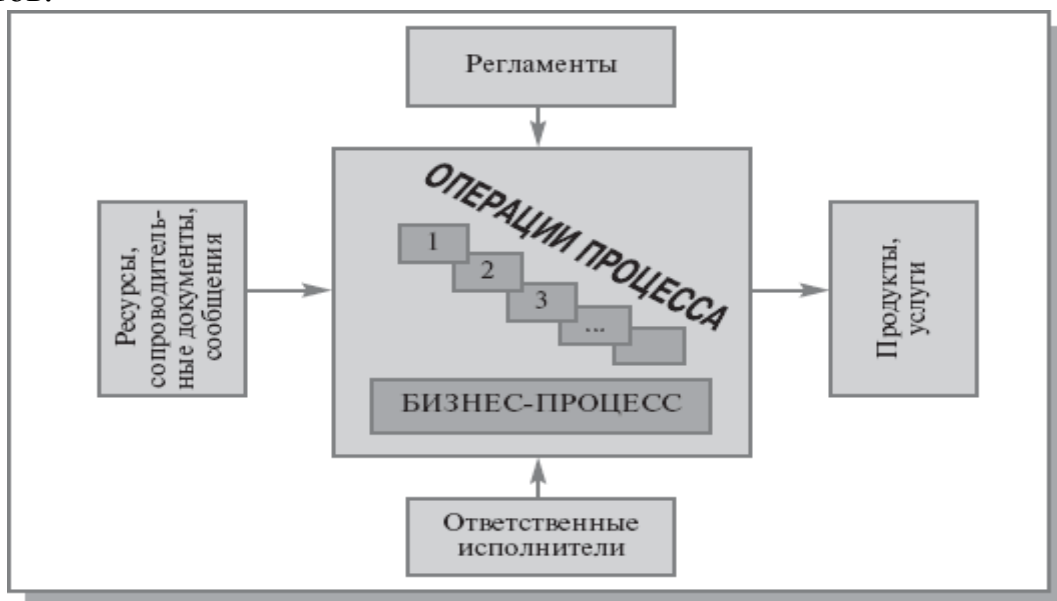 Регламенты
Ресурсы,
сопроводитель-
ные документы,
сообщения
ОПЕРАЦИИ ПРОЦЕССА
1
2
3
...
БИЗНЕС-ПРОЦЕСС
Продукты,
услуги
Ответственные
исполнители